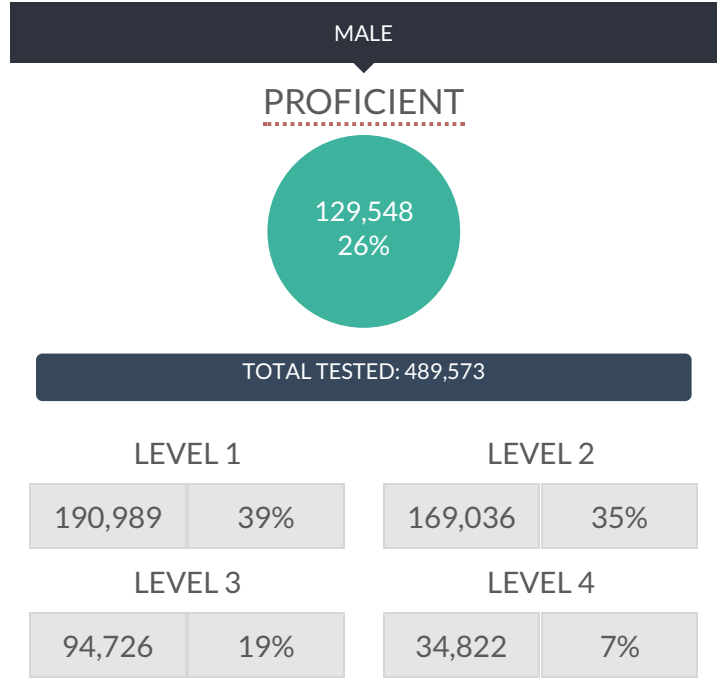 MALE
PROFICIENT
129,548
26%
TOTAL TESTED: 489,573
LEVEL 1 LEVEL 2
190,989 39% 169,036 35%
LEVEL 3 LEVEL 4
94,726 19% 34,822 7%